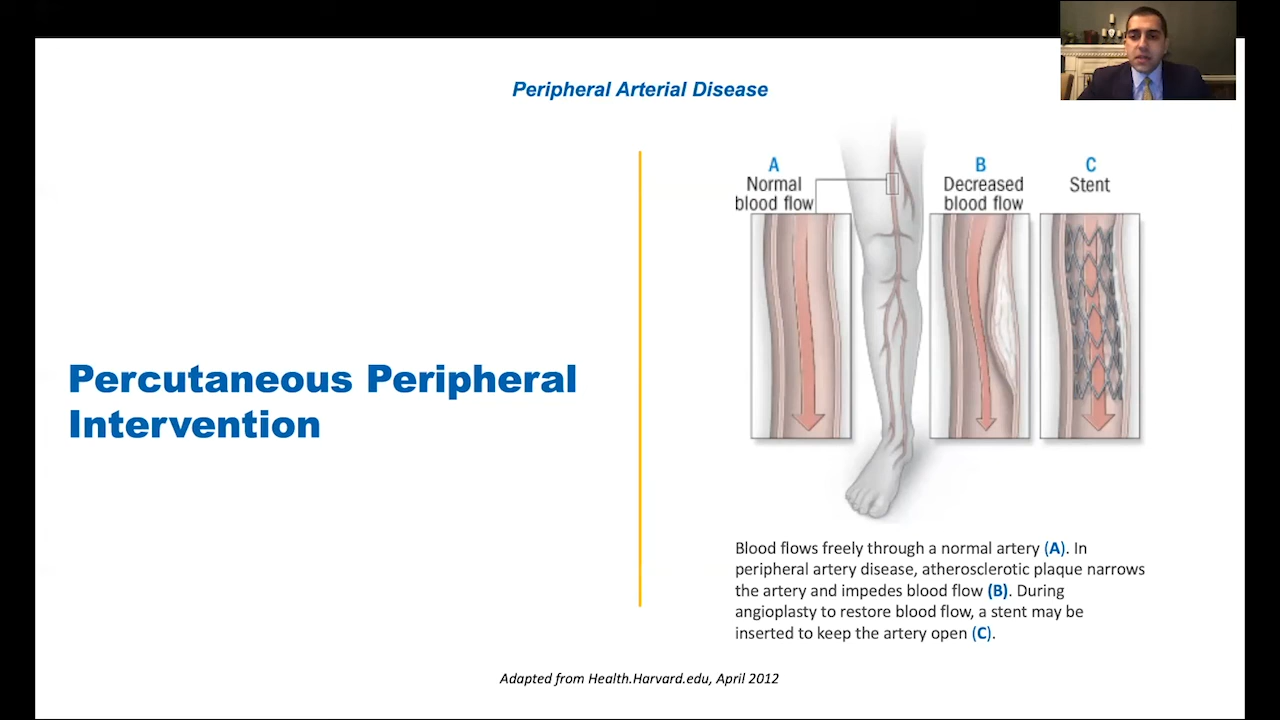 Peripheral Arterial Disease
Percutaneous Peripheral
Intervention
A
Normal
blood flow
B
Decreased
blood flow
C
Stent
Blood flows freely through a normal artery (A). In
peripheral artery disease, atherosclerotic plaque narrows
the artery and impedes blood flow (B). During
angioplasty to restore blood flow, a stent may be
inserted to keep the artery open (C).
Adapted from Health.Harvard.edu, April 2012